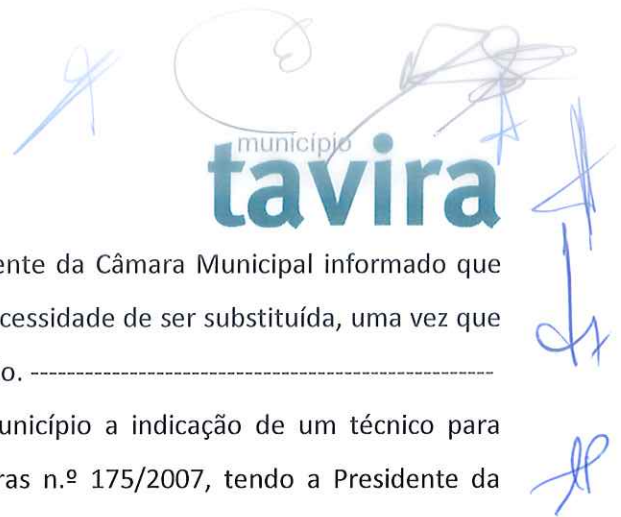 município
tavira
ente da Câmara Municipal informado que
cessidade de ser substituída, uma vez que
o. ---------------------------------------------------
unicípio a indicação de um técnico para
ras n.º 175/2007, tendo a Presidente da